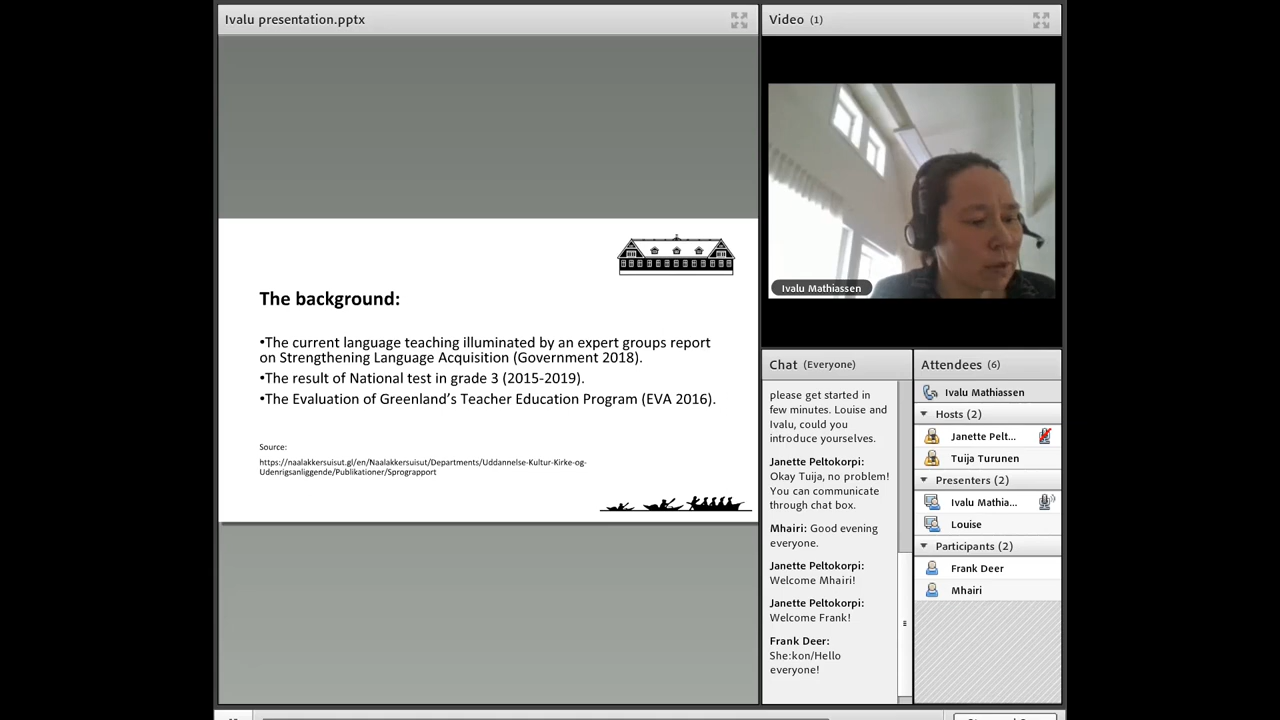 Ivalu presentation.pptx
The background:
•The current language teaching illuminated by an expert groups report
on Strengthening Language Acquisition (Government 2018).
•The result of National test in grade 3 (2015-2019).
•The Evaluation of Greenland’s Teacher Education Program (EVA 2016).
Source:
https://naalakkersuisut.gl/en/Naalakkersuisut/Departments/Uddannelse-Kultur-Kirke-og-
Udenrigsanliggende/Publikationer/Sprograpport
Video (1)
Ivalu Mathiassen
Chat (Everyone)
please get started in
few minutes. Louise and
Ivalu, could you
introduce yourselves.
Janette Peltokorpi:
Okay Tuija, no problem!
You can communicate
through chat box.
Mhairi: Good evening
everyone.
Janette Peltokorpi:
Welcome Mhairi!
Janette Peltokorpi:
Welcome Frank!
Frank Deer:
She:kon/Hello
everyone!
Attendees (6)
Ivalu Mathiassen
Hosts (2)
Janette Pelt...
Tuija Turunen
Presenters (2)
Ivalu Mathia...
Louise
Participants (2)
Frank Deer
Mhairi